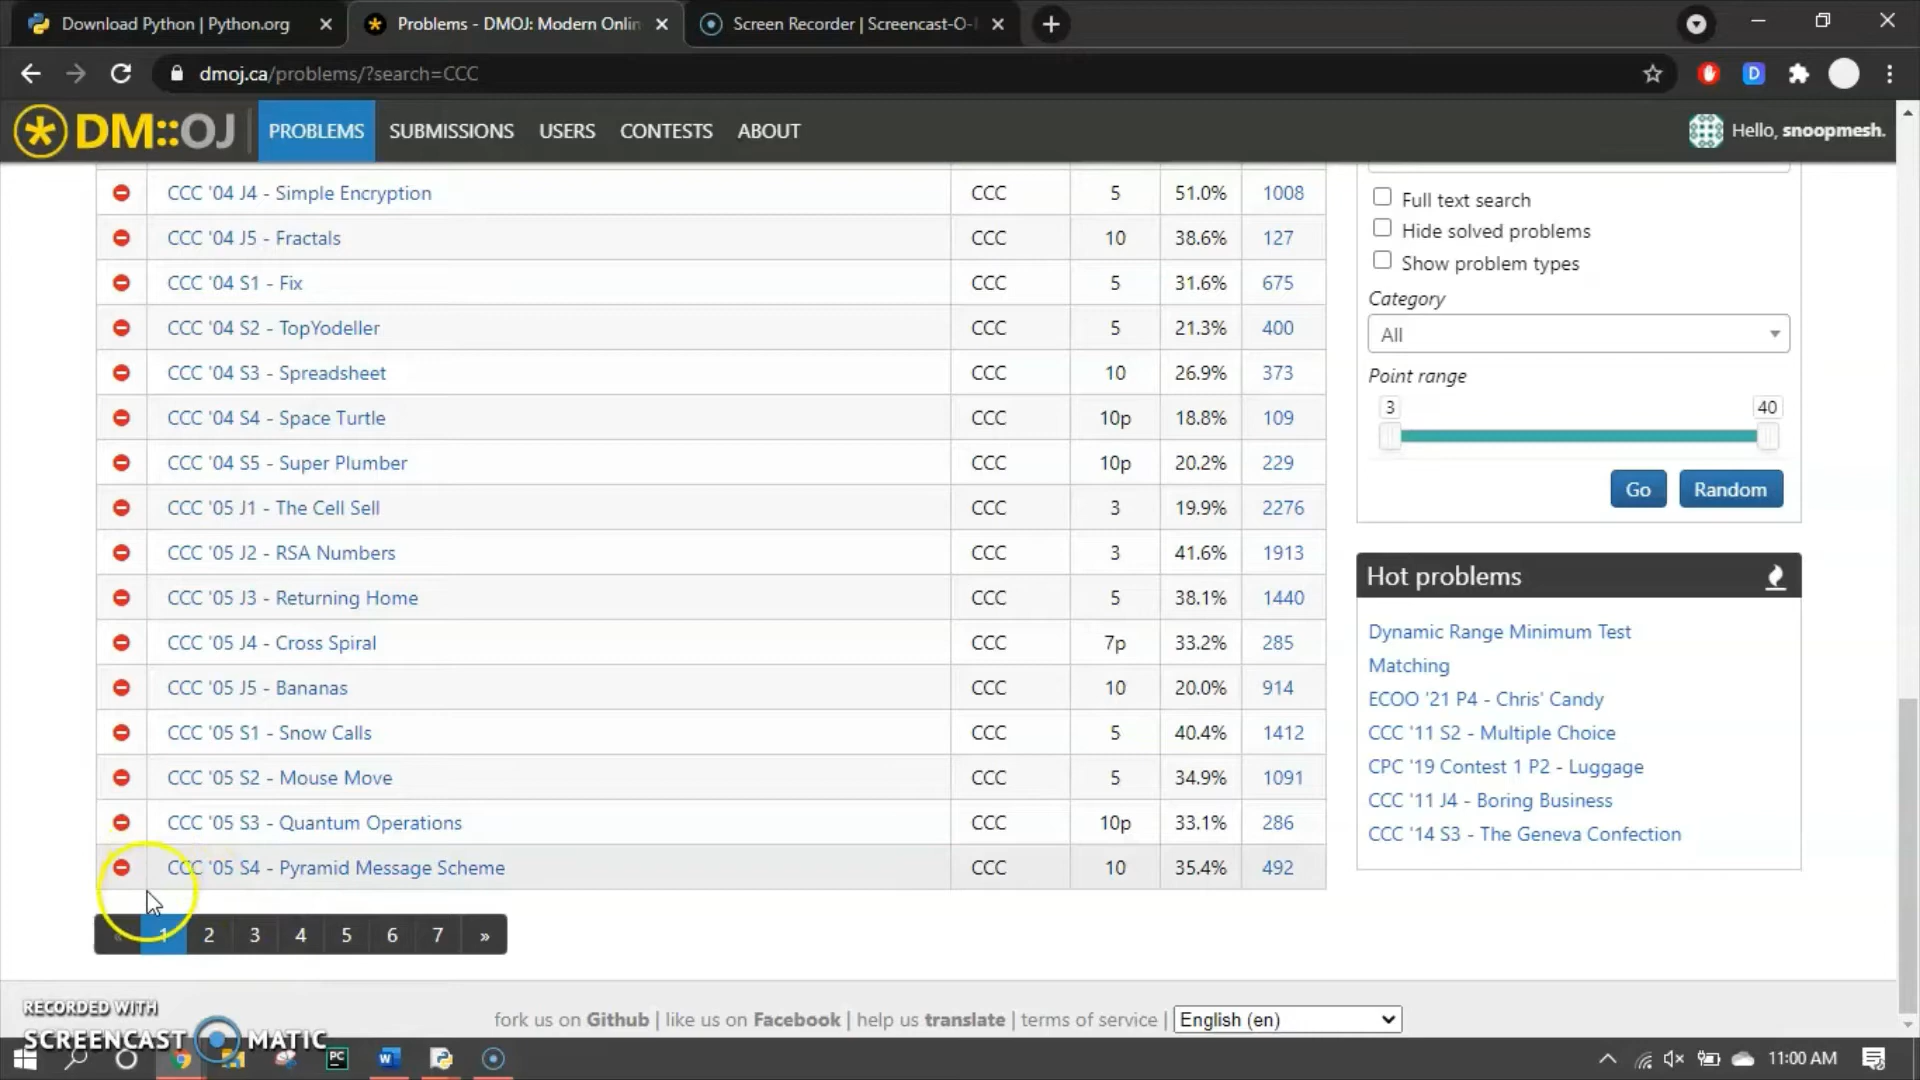 Download Python | Python.org
Problems - DMOJ: Modern Onlin
Screen Recorder | Screencast-O-
dmoj.ca/problems/?search=CCC
D
DM::OJ
PROBLEMS SUBMISSIONS USERS CONTESTS ABOUT
Hello, snoopmesh.
CCC '04 J4 - Simple Encryption CCC 5 51.0% 1008
CCC '04 J5 - Fractals CCC 10 38.6% 127
CCC '04 S1 - Fix CCC 5 31.6% 675
CCC '04 S2 - TopYodeller CCC 5 21.3% 400
CCC '04 S3 - Spreadsheet CCC 10 26.9% 373
CCC '04 S4 - Space Turtle CCC 10p 18.8% 109
CCC '04 S5 - Super Plumber CCC 10p 20.2% 229
CCC '05 J1 - The Cell Sell CCC 3 19.9% 2276
CCC '05 J2 - RSA Numbers CCC 3 41.6% 1913
CCC '05 J3 - Returning Home CCC 5 38.1% 1440
CCC '05 J4 - Cross Spiral CCC 7p 33.2% 285
CCC '05 J5 - Bananas CCC 10 20.0% 914
CCC '05 S1 - Snow Calls CCC 5 40.4% 1412
CCC '05 S2 - Mouse Move CCC 5 34.9% 1091
CCC '05 S3 - Quantum Operations CCC 10p 33.1% 286
CCC '05 S4 - Pyramid Message Scheme CCC 10 35.4% 492
« 1 2 3 4 5 6 7 »
Full text search
Hide solved problems
Show problem types
Category
All
Point range
3 40
Go Random
Hot problems
Dynamic Range Minimum Test
Matching
ECOO '21 P4 - Chris' Candy
CCC '11 S2 - Multiple Choice
CPC '19 Contest 1 P2 - Luggage
CCC '11 J4 - Boring Business
CCC '14 S3 - The Geneva Confection
fork us on Github | like us on Facebook | help us translate | terms of service | English (en)
RECORDED WITH
SCREENCAST MATIC
PC
W
11:00 AM